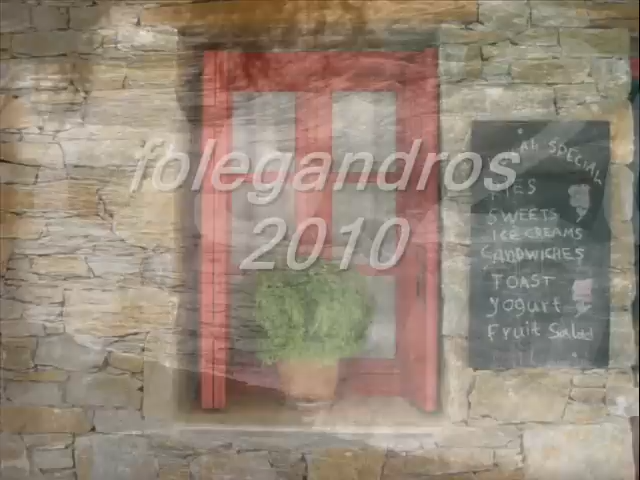 folegandros
2010
SPECIAL
PIES
SWEETS
ICE CREAMS
SANDWICHES
TOAST
Yogurt
Fruit Salad